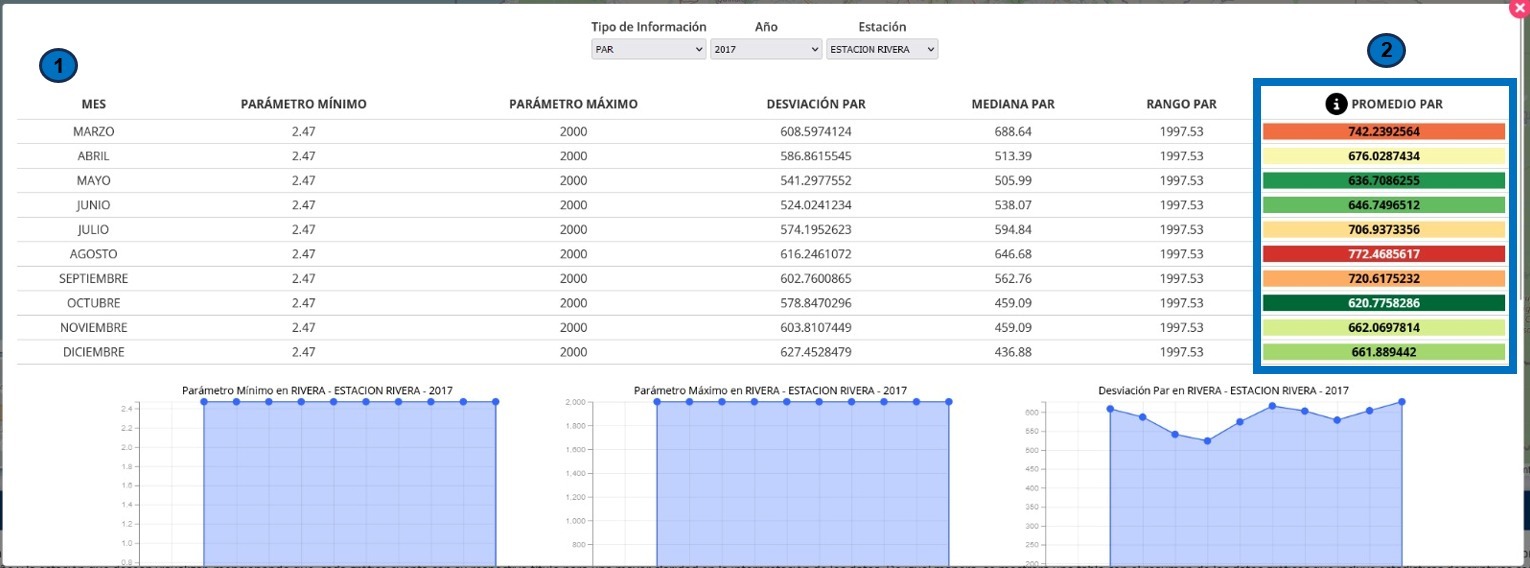 Tipo de Información Año Estación
PAR 2017 ESTACION RIVERA
1 2
MES PARÁMETRO MÍNIMO PARÁMETRO MÁXIMO DESVIACIÓN PAR MEDIANA PAR RANGO PAR i PROMEDIO PAR
MARZO 2.47 2000 608.5974124 688.64 1997.53 742.2392564
ABRIL 2.47 2000 586.8615545 513.39 1997.53 676.0287434
MAYO 2.47 2000 541.2977552 505.99 1997.53 636.7086255
JUNIO 2.47 2000 524.0241234 538.07 1997.53 646.7496512
JULIO 2.47 2000 574.1952623 594.84 1997.53 706.9373356
AGOSTO 2.47 2000 616.2461072 646.68 1997.53 772.4685617
SEPTIEMBRE 2.47 2000 602.7600865 562.76 1997.53 720.6175232
OCTUBRE 2.47 2000 578.8470296 459.09 1997.53 620.7758286
NOVIEMBRE 2.47 2000 603.8107449 459.09 1997.53 662.0697814
DICIEMBRE 2.47 2000 627.4528479 436.88 1997.53 661.889442
Parámetro Mínimo en RIVERA - ESTACION RIVERA - 2017 Parámetro Máximo en RIVERA - ESTACION RIVERA - 2017 Desviación Par en RIVERA - ESTACION RIVERA - 2017
2.4 2,000 600
2.2 1,800 550
2.0 1,600 500
1.8 1,400 450
1.6 1,200 400
1.4 1,000 350
1.2 800 300
1.0 250
0.8 200